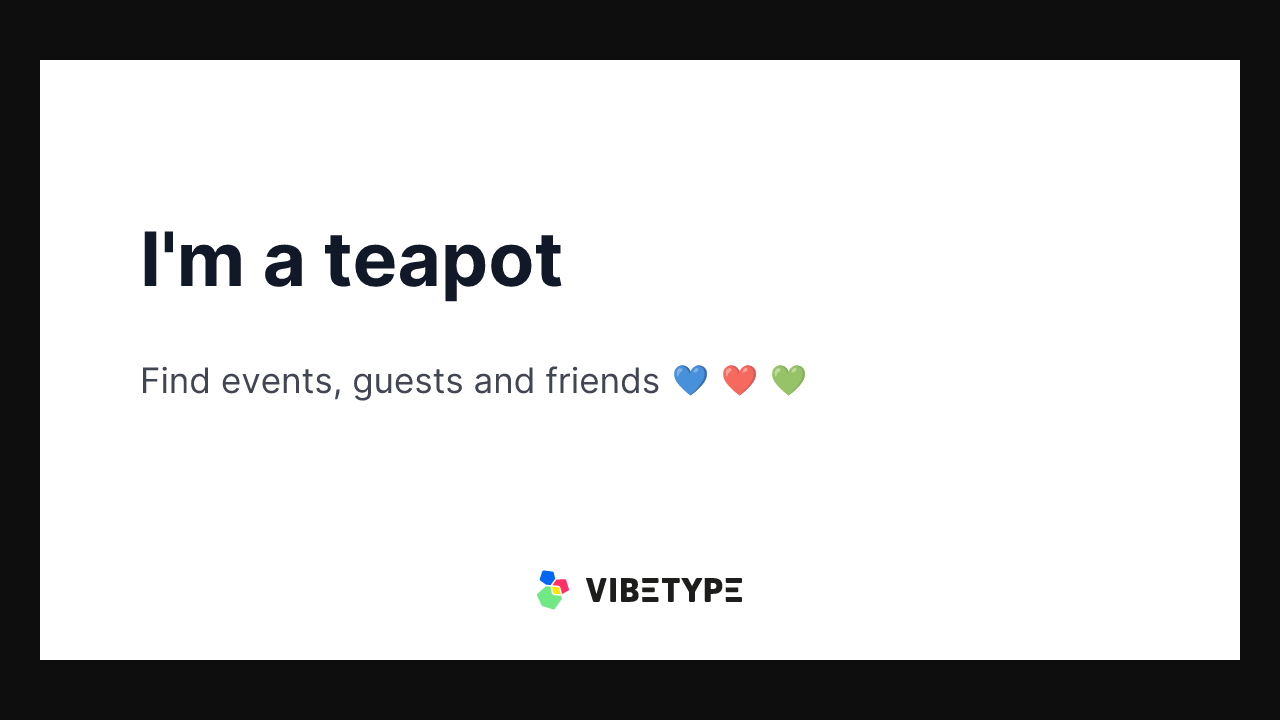 I'm a teapot
Find events, guests and friends 💙 ❤️ 💚
VIBETYPE